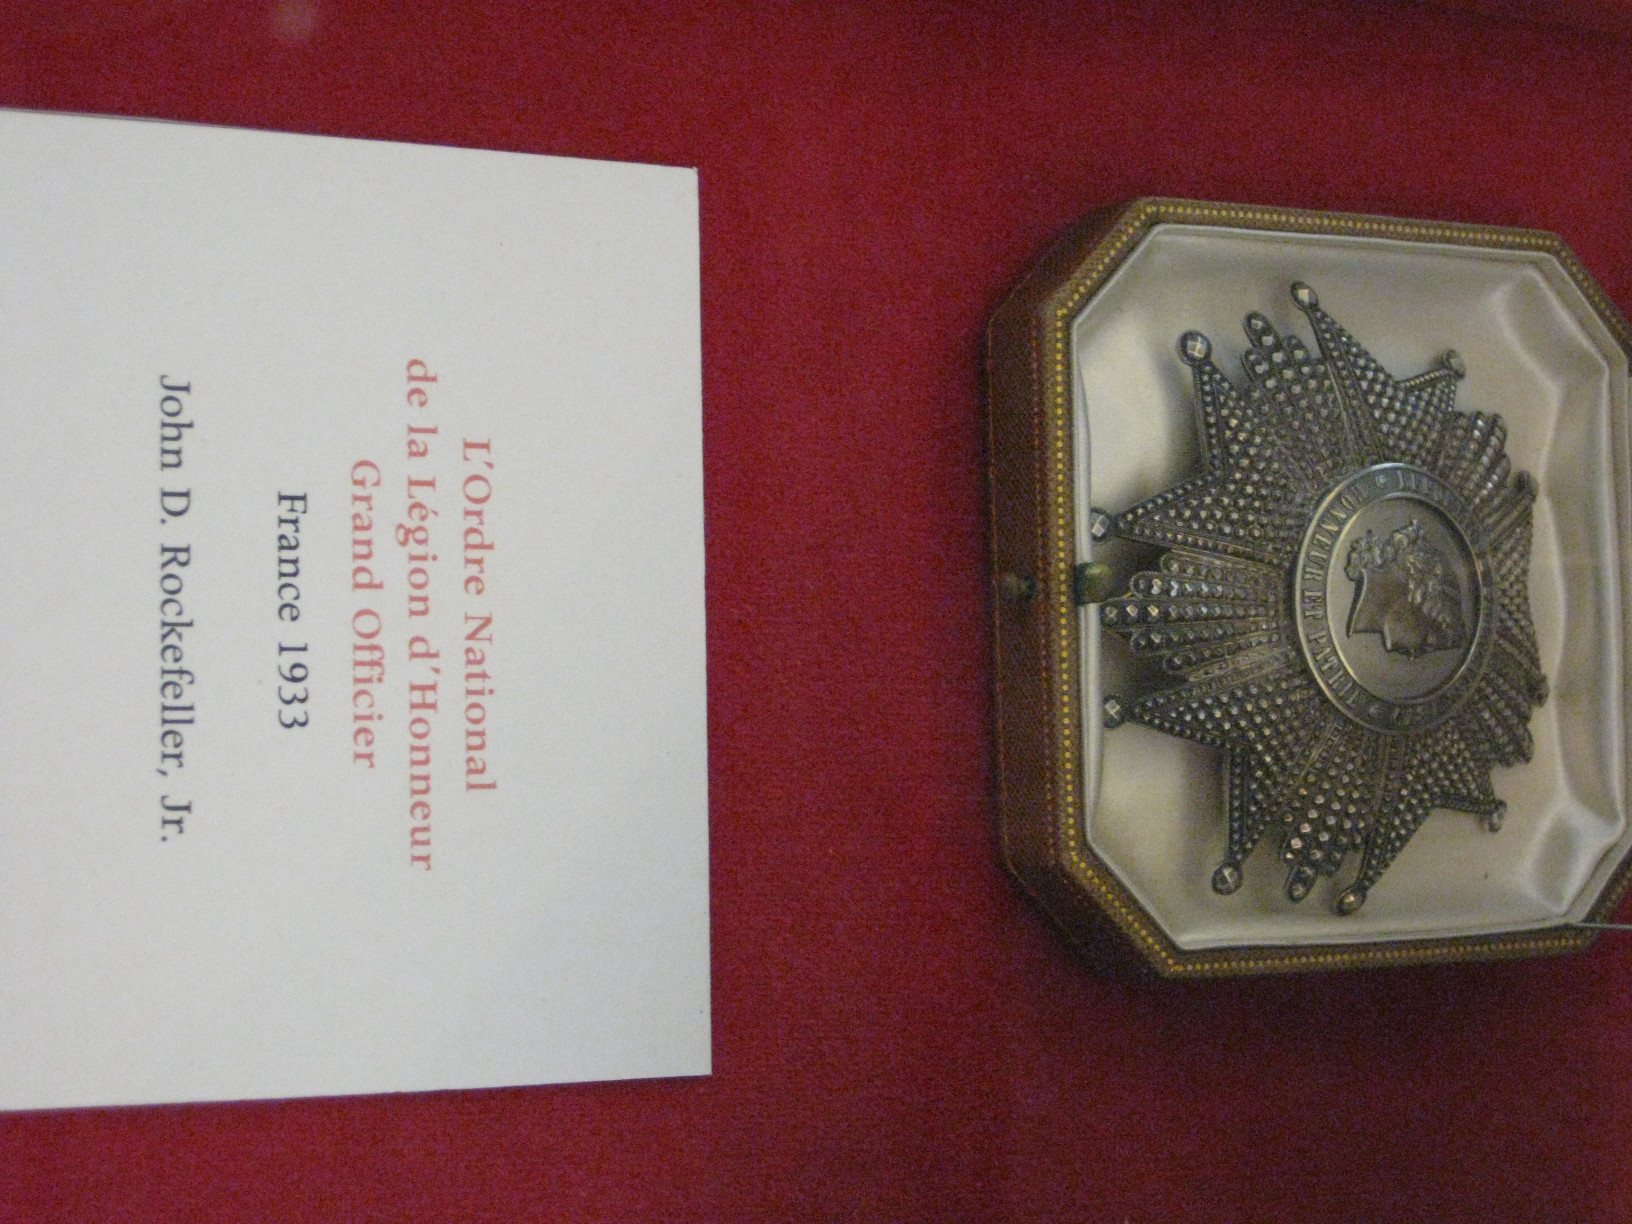 L'Ordre National
de la Légion d'Honneur
Grand Officier
France 1933
John D. Rockefeller, Jr.
HONNEUR ET PATRIE